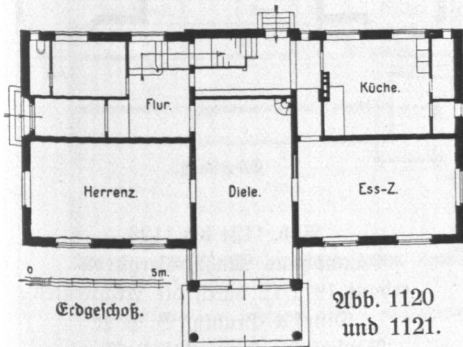 Küche.
Flur.
Herrenz.
Diele.
Ess-Z.
0 5m.
Erdgeschoß.
Abb. 1120
und 1121.